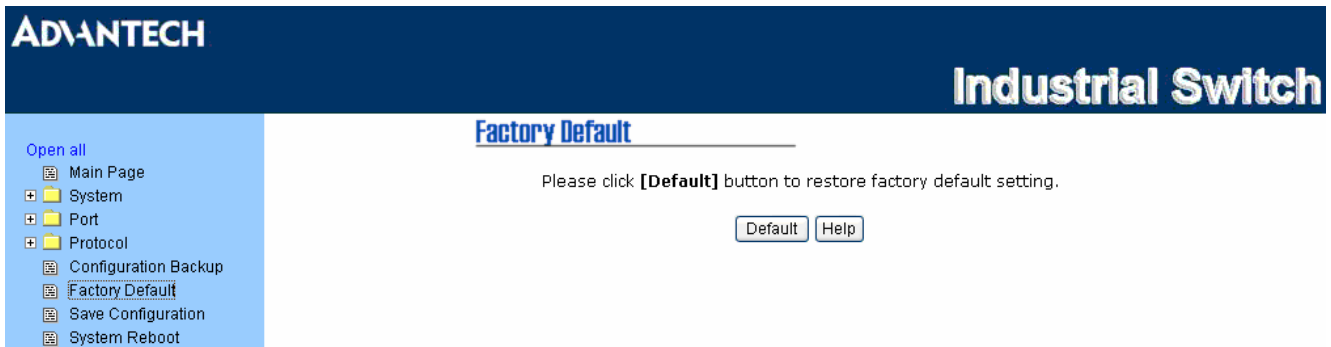 ADVANTECH
Industrial Switch
Open all
Main Page
System
Port
Protocol
Configuration Backup
Factory Default
Save Configuration
System Reboot
Factory Default
Please click [Default] button to restore factory default setting.
Default Help